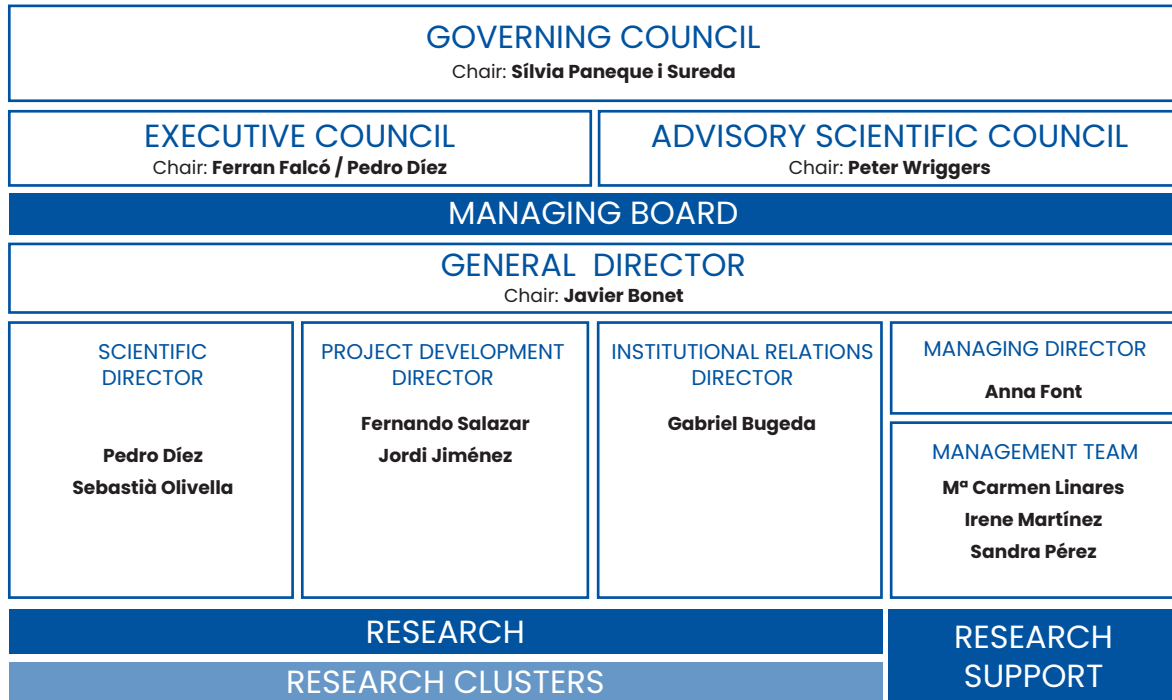 GOVERNING COUNCIL
Chair: Sílvia Paneque i Sureda
EXECUTIVE COUNCIL
Chair: Ferran Falcó / Pedro Díez
ADVISORY SCIENTIFIC COUNCIL
Chair: Peter Wriggers
MANAGING BOARD
GENERAL DIRECTOR
Chair: Javier Bonet
SCIENTIFIC
DIRECTOR
Pedro Díez
Sebastià Olivella
PROJECT DEVELOPMENT
DIRECTOR
Fernando Salazar
Jordi Jiménez
INSTITUTIONAL RELATIONS
DIRECTOR
Gabriel Bugeda
MANAGING DIRECTOR
Anna Font
MANAGEMENT TEAM
Mª Carmen Linares
Irene Martínez
Sandra Pérez
RESEARCH
RESEARCH CLUSTERS
RESEARCH
SUPPORT